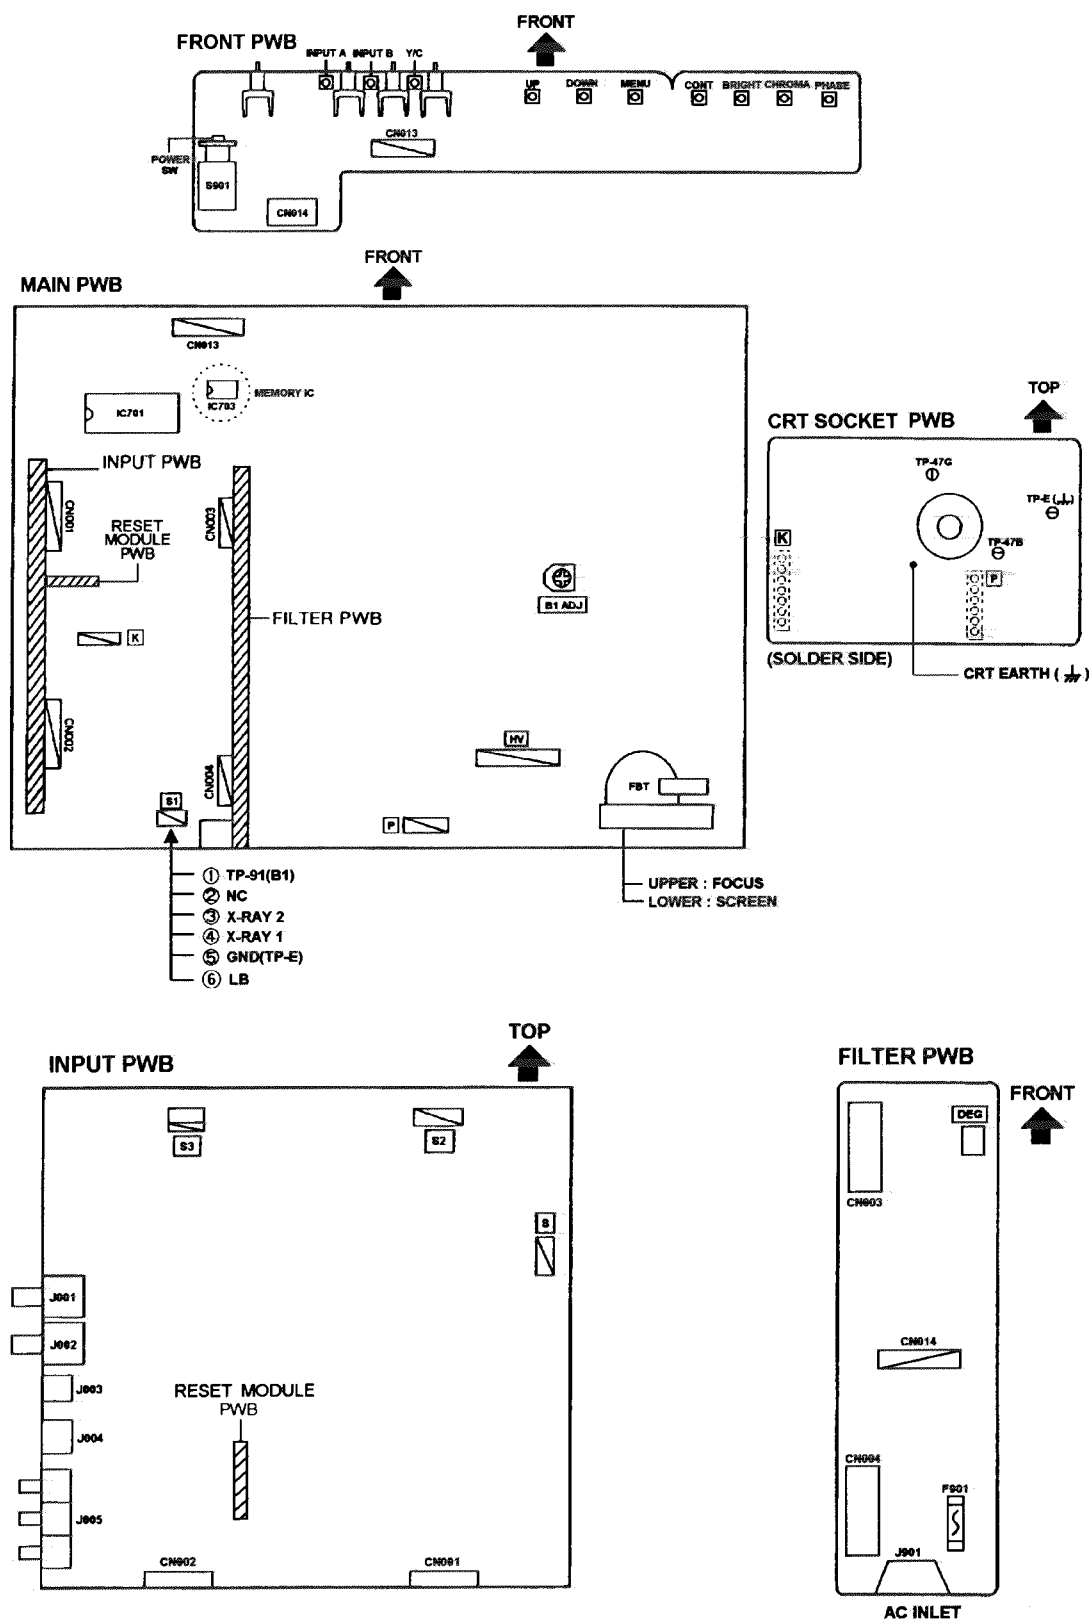 FRONT
FRONT PWB
INPUT A INPUT B Y/C
UP DOWN MENU CONT BRIGHT CHROMA PHASE
CN013
POWER
SW
S901
CN014
FRONT
MAIN PWB
CN013
MEMORY IC
IC703
IC701
INPUT PWB
CN001
CN003
RESET
MODULE
PWB
FILTER PWB
B1 ADJ
K
CN002
CN004
HV
FBT
S1
P
① TP-91(B1)
② NC
③ X-RAY 2
④ X-RAY 1
⑤ GND(TP-E)
⑥ LB
UPPER : FOCUS
LOWER : SCREEN
TOP
CRT SOCKET PWB
TP-47G
TP-E ( )
K
TP-47B
P
(SOLDER SIDE)
CRT EARTH ( )
TOP
INPUT PWB
S3
S2
S
J001
J002
J003
J004
J005
RESET MODULE
PWB
CN002
CN001
FILTER PWB
FRONT
DEG
CN003
CN014
CN004
F901
J901
AC INLET